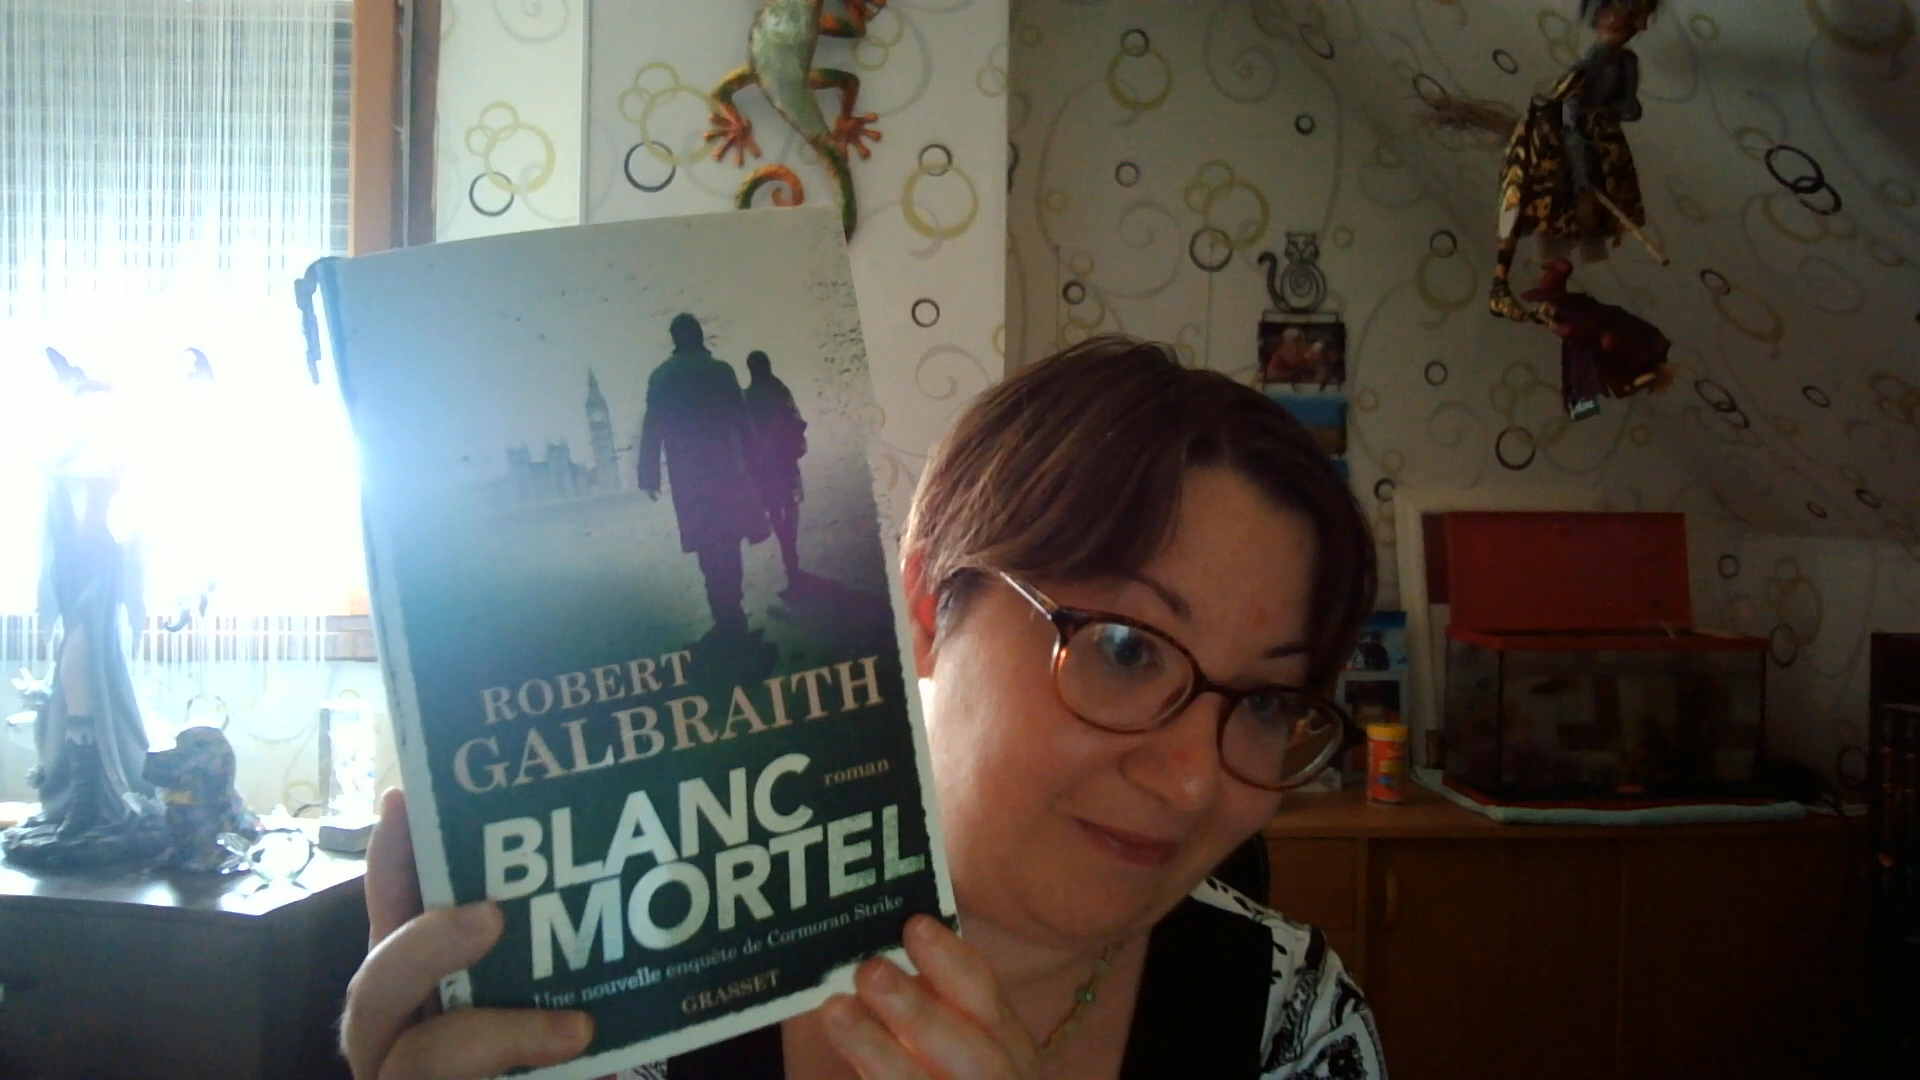 ROBERT
GALBRAITH
roman
BLANC
MORTEL
Une nouvelle enquête de Cormoran Strike
GRASSET